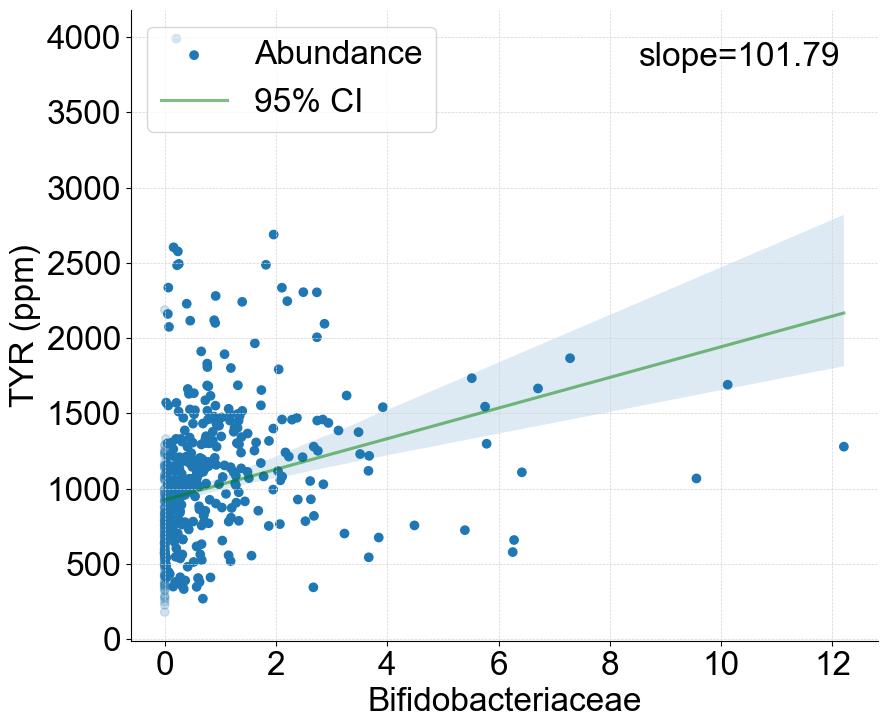 4000
3500
3000
2500
2000
1500
1000
500
0
TYR (ppm)
Abundance
95% CI
slope=101.79
0 2 4 6 8 10 12
Bifidobacteriaceae